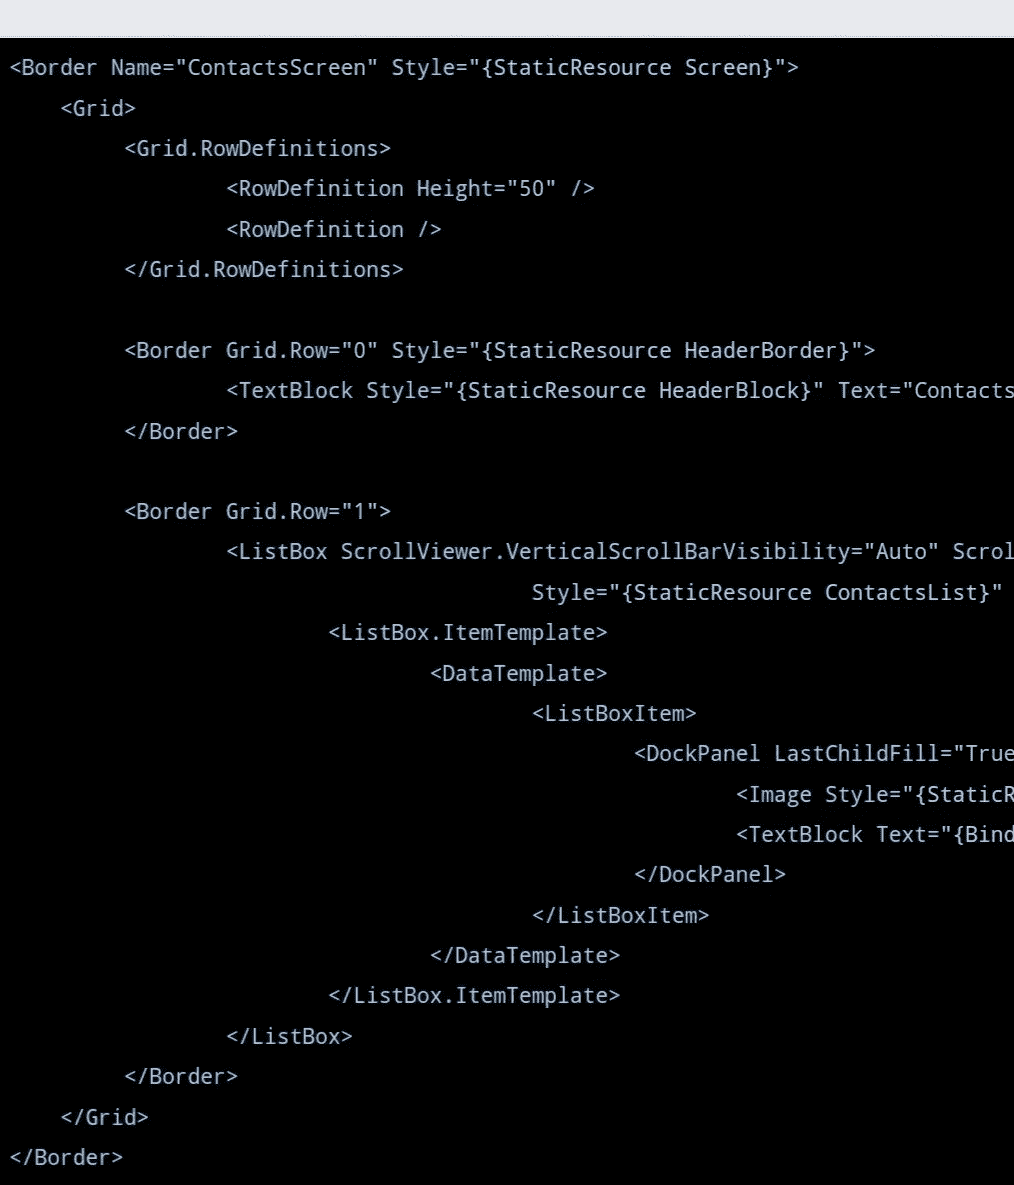 <Border Name="ContactsScreen" Style="{StaticResource Screen}">
<Grid>
<Grid.RowDefinitions>
<RowDefinition Height="50" />
<RowDefinition />
</Grid.RowDefinitions>
<Border Grid.Row="0" Style="{StaticResource HeaderBorder}">
<TextBlock Style="{StaticResource HeaderBlock}" Text="Contacts
</Border>
<Border Grid.Row="1">
<ListBox ScrollViewer.VerticalScrollBarVisibility="Auto" Scrol
Style="{StaticResource ContactsList}"
<ListBox.ItemTemplate>
<DataTemplate>
<ListBoxItem>
<DockPanel LastChildFill="True
<Image Style="{StaticR
<TextBlock Text="{Bind
</DockPanel>
</ListBoxItem>
</DataTemplate>
</ListBox.ItemTemplate>
</ListBox>
</Border>
</Grid>
</Border>